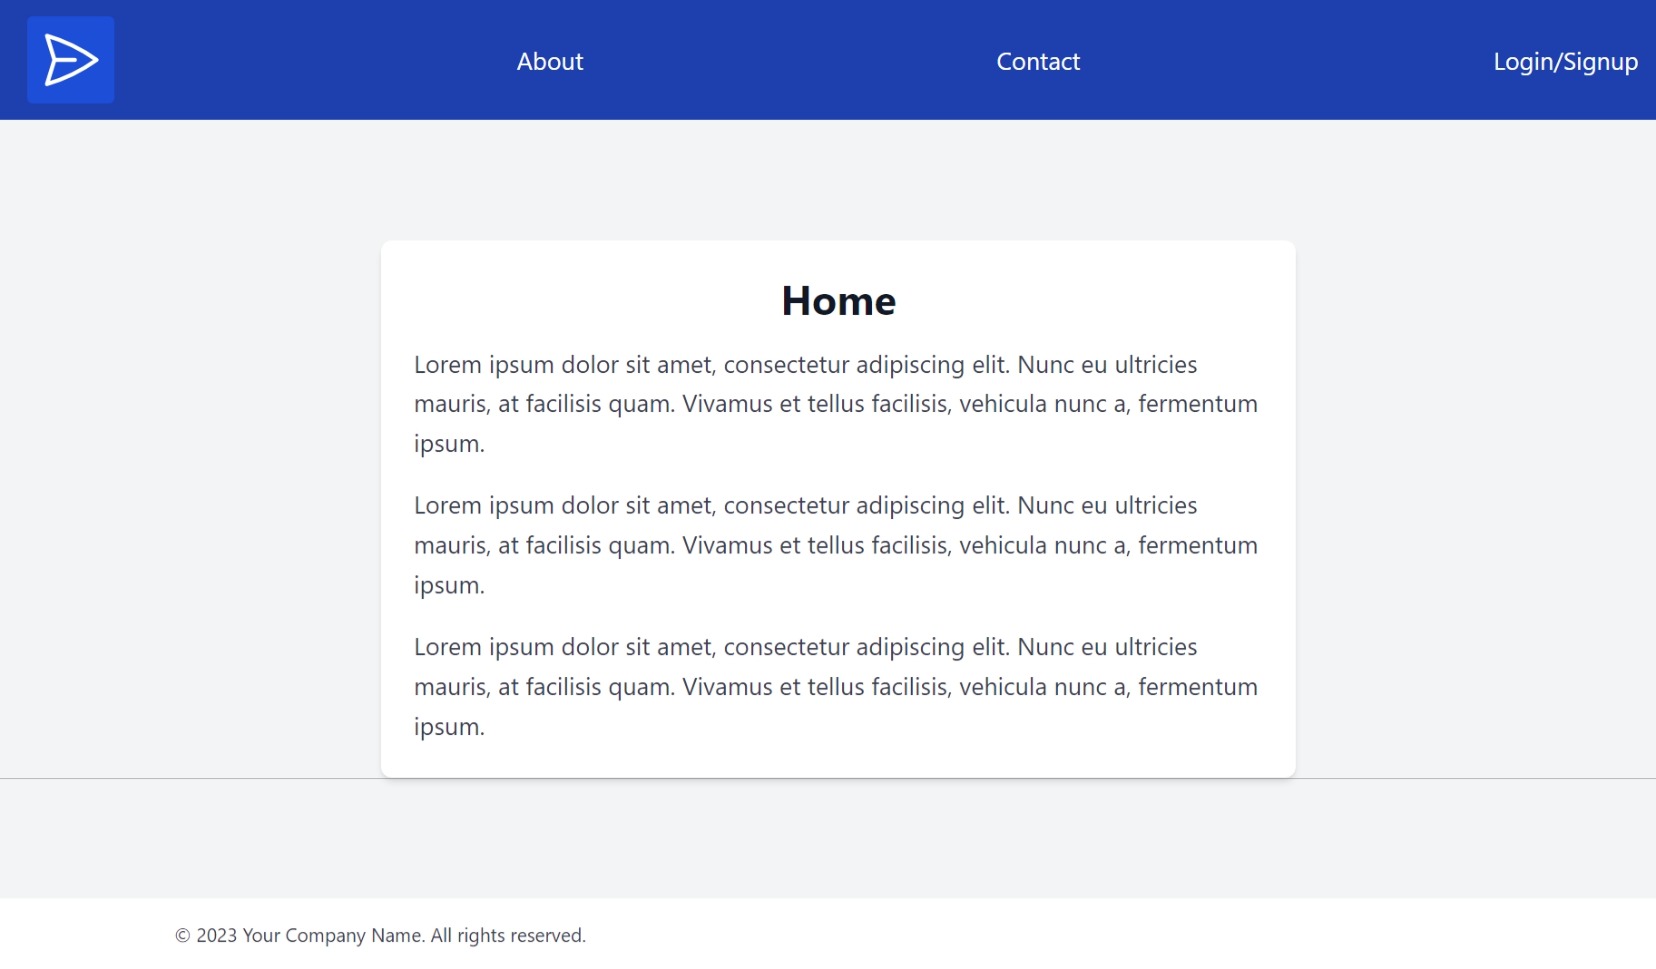 About
Contact
Login/Signup
Home
Lorem ipsum dolor sit amet, consectetur adipiscing elit. Nunc eu ultricies
mauris, at facilisis quam. Vivamus et tellus facilisis, vehicula nunc a, fermentum
ipsum.
Lorem ipsum dolor sit amet, consectetur adipiscing elit. Nunc eu ultricies
mauris, at facilisis quam. Vivamus et tellus facilisis, vehicula nunc a, fermentum
ipsum.
Lorem ipsum dolor sit amet, consectetur adipiscing elit. Nunc eu ultricies
mauris, at facilisis quam. Vivamus et tellus facilisis, vehicula nunc a, fermentum
ipsum.
© 2023 Your Company Name. All rights reserved.